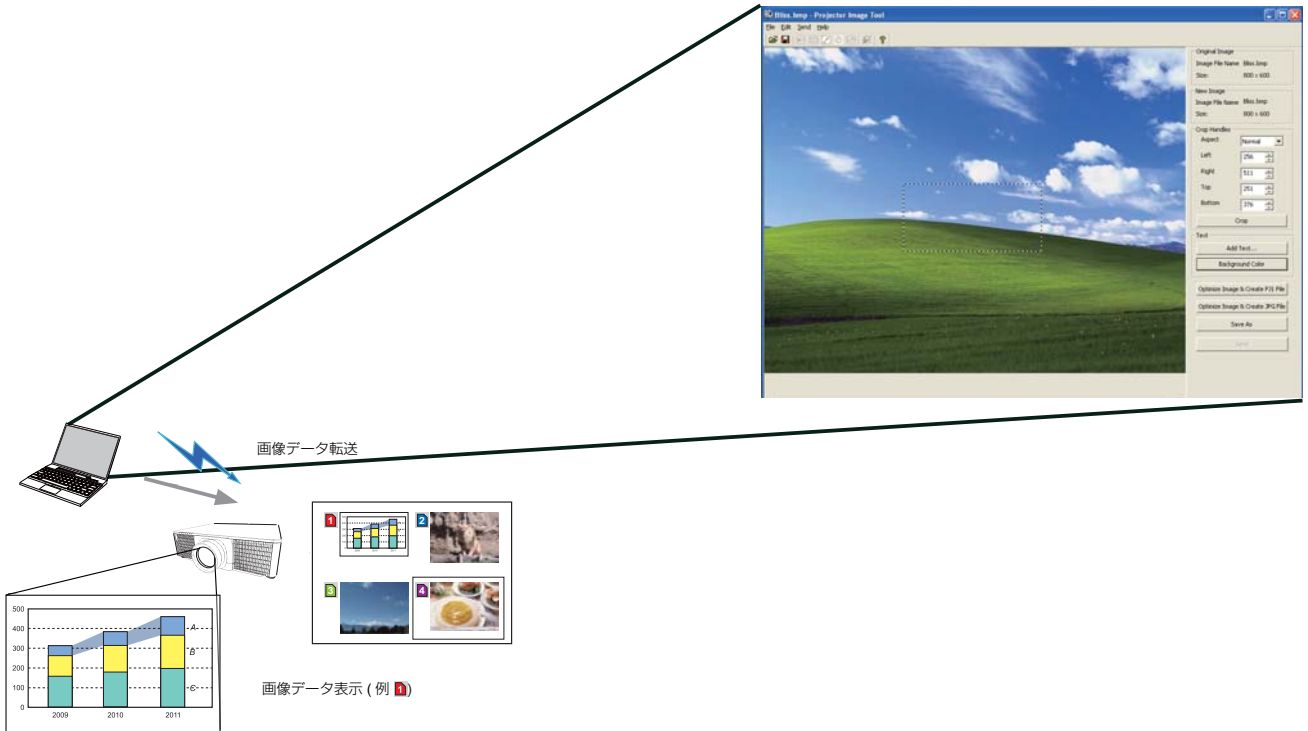 Bliss.bmp - Projector Image Tool
File Edit Send Help
Original Image
Image File Name Bliss.bmp
Size: 800 x 600
New Image
Image File Name Bliss.bmp
Size: 800 x 600
Crop Handles
Aspect Normal
Left 256
Right 511
Top 251
Bottom 376
Crop
Text
Add Text...
Background Color
Optimize Image & Create PJI File
Optimize Image & Create JPG File
Save As
Send
画像データ転送
1
2
3
4
500
400
300
200
100
0
A
B
C
2009 2010 2011
画像データ表示 ( 例 1)